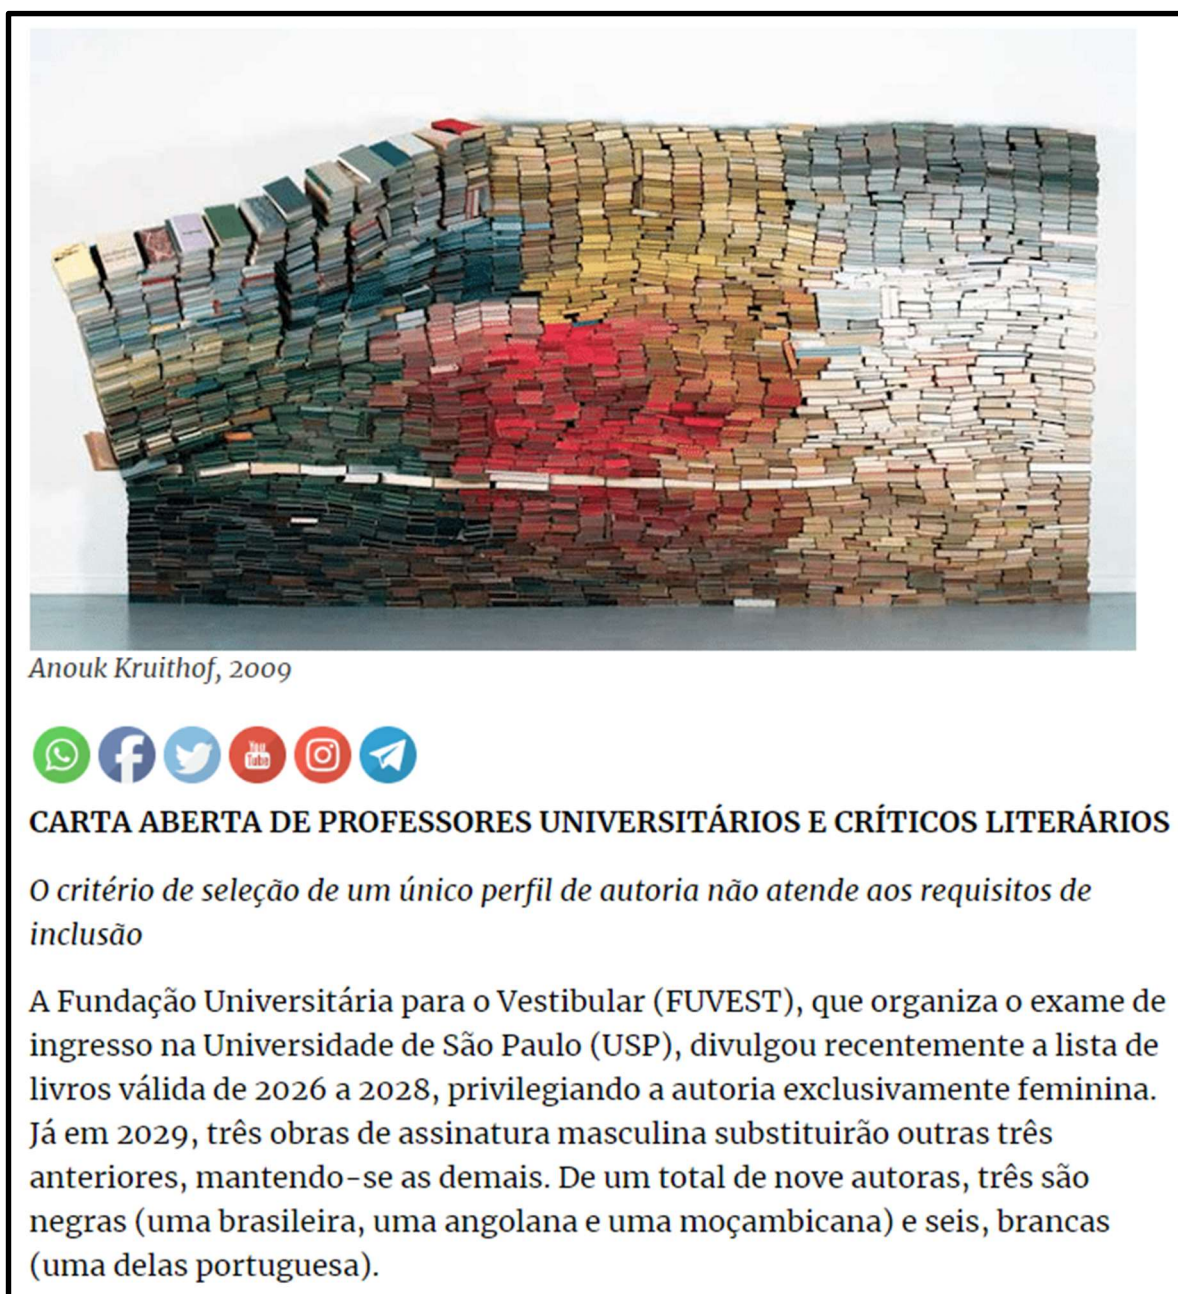 Anouk Kruithof, 2009
You
Tube
CARTA ABERTA DE PROFESSORES UNIVERSITÁRIOS E CRÍTICOS LITERÁRIOS
O critério de seleção de um único perfil de autoria não atende aos requisitos de
inclusão
A Fundação Universitária para o Vestibular (FUVEST), que organiza o exame de
ingresso na Universidade de São Paulo (USP), divulgou recentemente a lista de
livros válida de 2026 a 2028, privilegiando a autoria exclusivamente feminina.
Já em 2029, três obras de assinatura masculina substituirão outras três
anteriores, mantendo-se as demais. De um total de nove autoras, três são
negras (uma brasileira, uma angolana e uma moçambicana) e seis, brancas
(uma delas portuguesa).